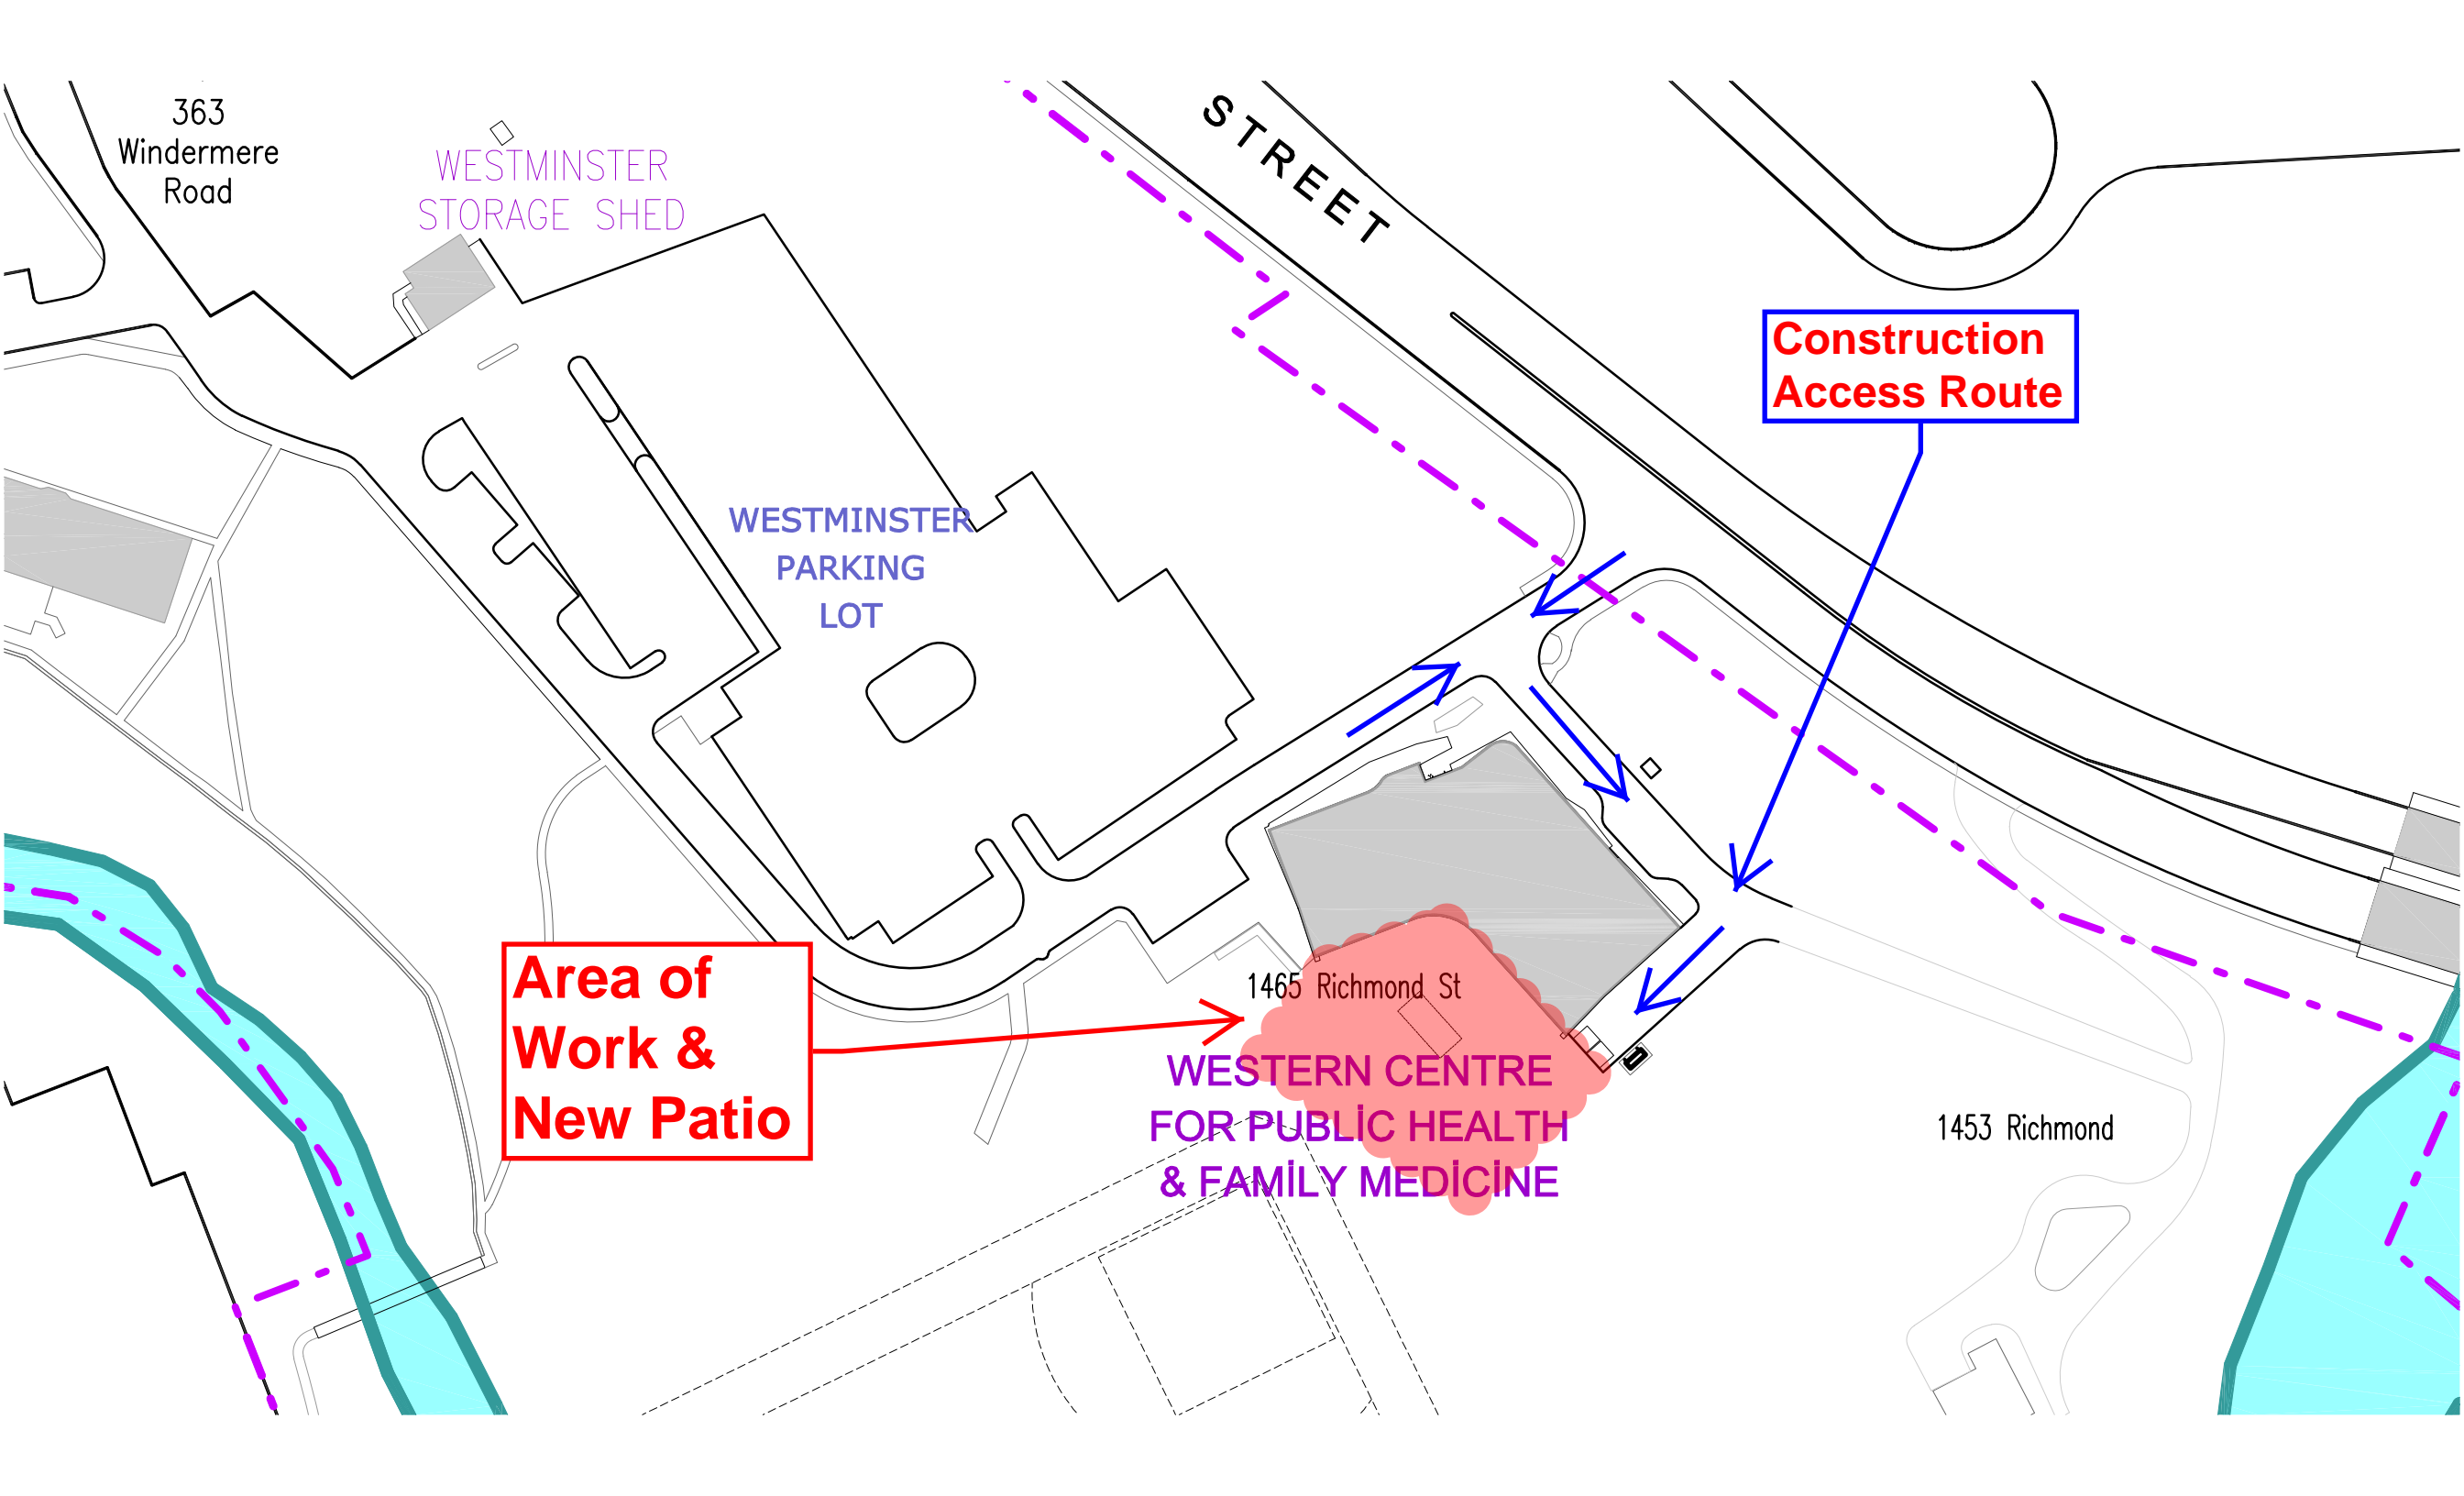 363
Windermere
Road
WESTMINSTER
STORAGE SHED
STREET
Construction
Access Route
WESTMINSTER
PARKING
LOT
Area of
Work &
New Patio
1465 Richmond St
WESTERN CENTRE
FOR PUBLİC HEALTH
& FAMİLY MEDİCİNE
1453 Richmond